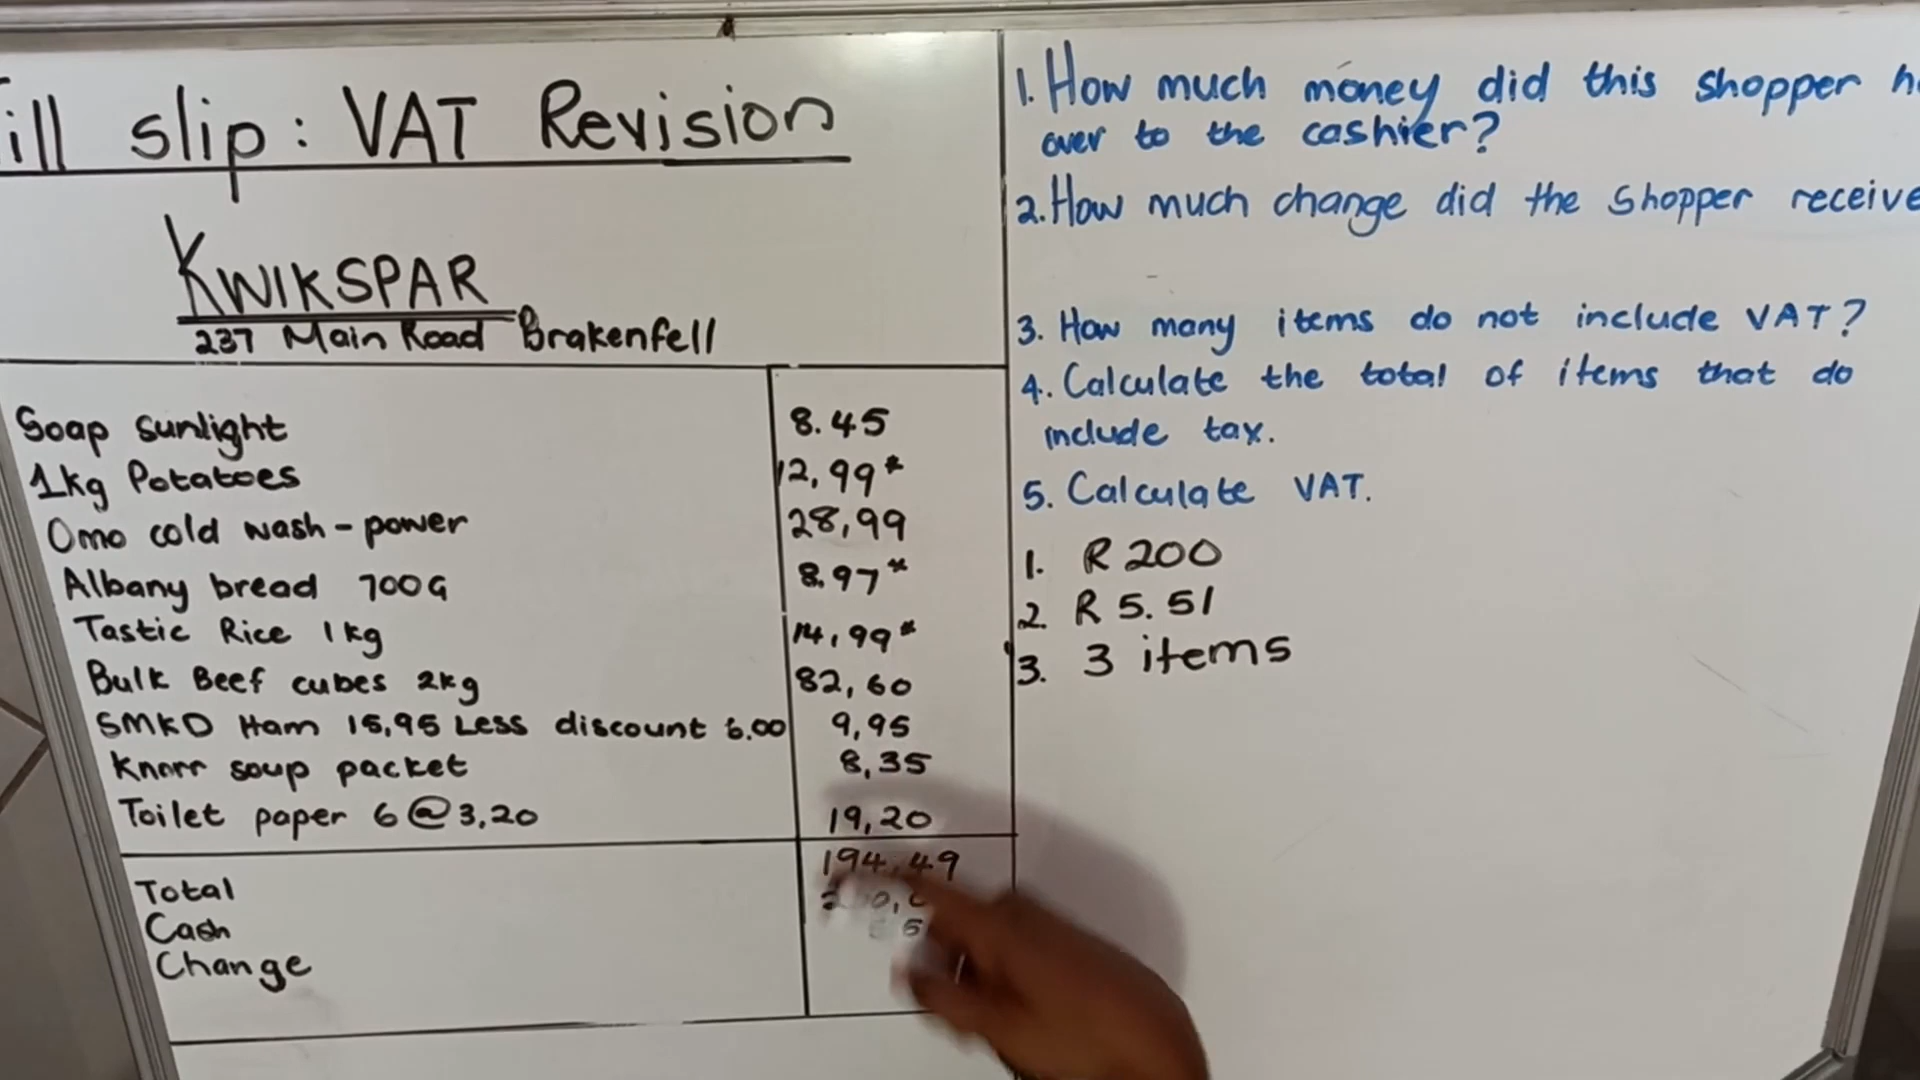 ill slip: VAT Revision
KWIKSPAR
237 Main Road Brakenfell
Soap sunlight 8.45
1kg Potatoes 12,99*
Omo cold wash-power 28,99
Albany bread 700G 8.97*
Tastic Rice 1kg 14,99*
Bulk Beef cubes 2kg 82,60
SMKD Ham 15,95 Less discount 6.00 9,95
Knorr soup packet 8,35
Toilet paper 6@3,20 19,20
Total 194,49
Cash
Change
1. How much money did this shopper h
over to the cashier?
2. How much change did the shopper receive
3. How many items do not include VAT?
4. Calculate the total of items that do
include tax.
5. Calculate VAT.
1. R 200
2. R 5.51
3. 3 items